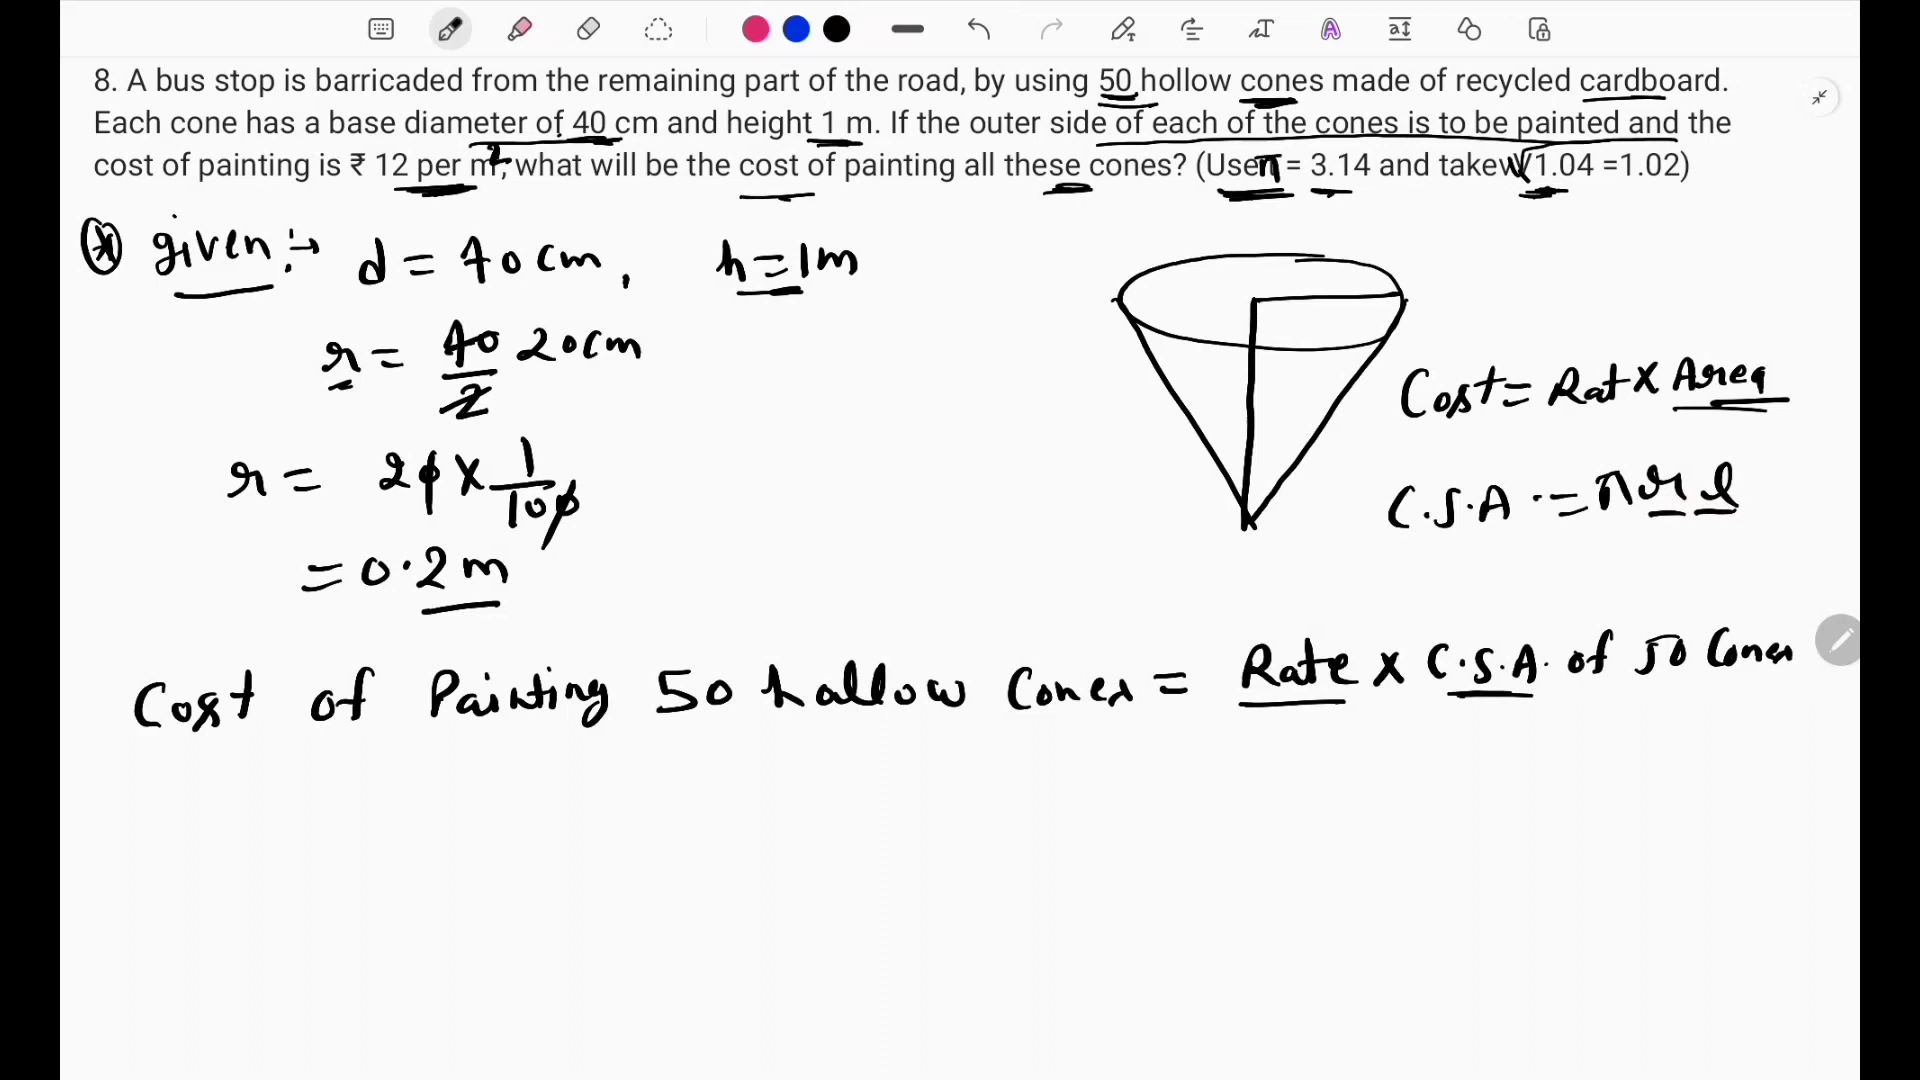 8. A bus stop is barricaded from the remaining part of the road, by using 50 hollow cones made of recycled cardboard.
Each cone has a base diameter of 40 cm and height 1 m. If the outer side of each of the cones is to be painted and the
cost of painting is ₹ 12 per m², what will be the cost of painting all these cones? (Use π = 3.14 and take √1.04 =1.02)
given :→ d = 40 cm, h = 1m
r = 40/2 20cm
r = 20 × 1/100
= 0.2 m
Cost = Rat × Area
C.S.A. = πrl
Cost of Painting 50 hallow Cones = Rate × C.S.A. of 50 Cones